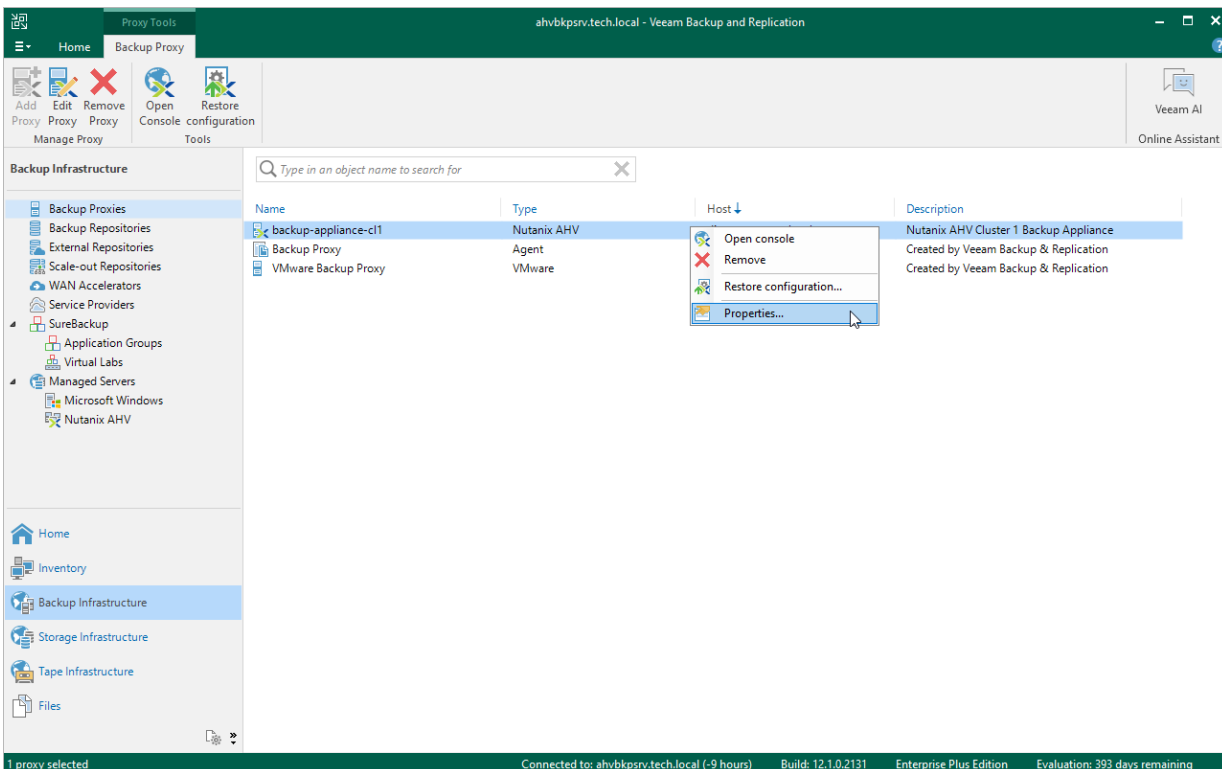 Proxy Tools
ahvbkpsrv.tech.local - Veeam Backup and Replication
Home
Backup Proxy
Add Proxy
Edit Proxy
Remove Proxy
Open Console
Restore configuration
Manage Proxy
Tools
Veeam AI
Online Assistant
Backup Infrastructure
Type in an object name to search for
Backup Proxies
Backup Repositories
External Repositories
Scale-out Repositories
WAN Accelerators
Service Providers
SureBackup
Application Groups
Virtual Labs
Managed Servers
Microsoft Windows
Nutanix AHV
Name Type Host Description
backup-appliance-cl1 Nutanix AHV Nutanix AHV Cluster 1 Backup Appliance
Backup Proxy Agent Created by Veeam Backup & Replication
VMware Backup Proxy VMware Created by Veeam Backup & Replication
Open console
Remove
Restore configuration...
Properties...
Home
Inventory
Backup Infrastructure
Storage Infrastructure
Tape Infrastructure
Files
1 proxy selected
Connected to: ahvbkpsrv.tech.local (-9 hours) Build: 12.1.0.2131 Enterprise Plus Edition Evaluation: 393 days remaining